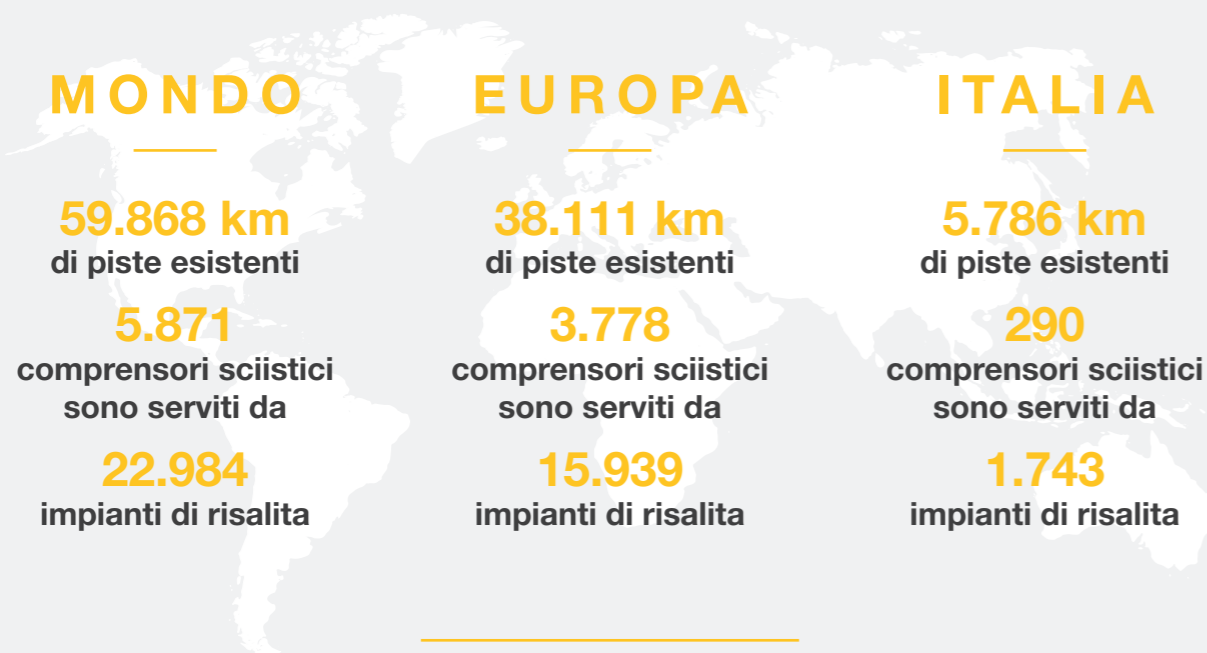 MONDO
59.868 km
di piste esistenti
5.871
comprensori sciistici
sono serviti da
22.984
impianti di risalita
EUROPA
38.111 km
di piste esistenti
3.778
comprensori sciistici
sono serviti da
15.939
impianti di risalita
ITALIA
5.786 km
di piste esistenti
290
comprensori sciistici
sono serviti da
1.743
impianti di risalita